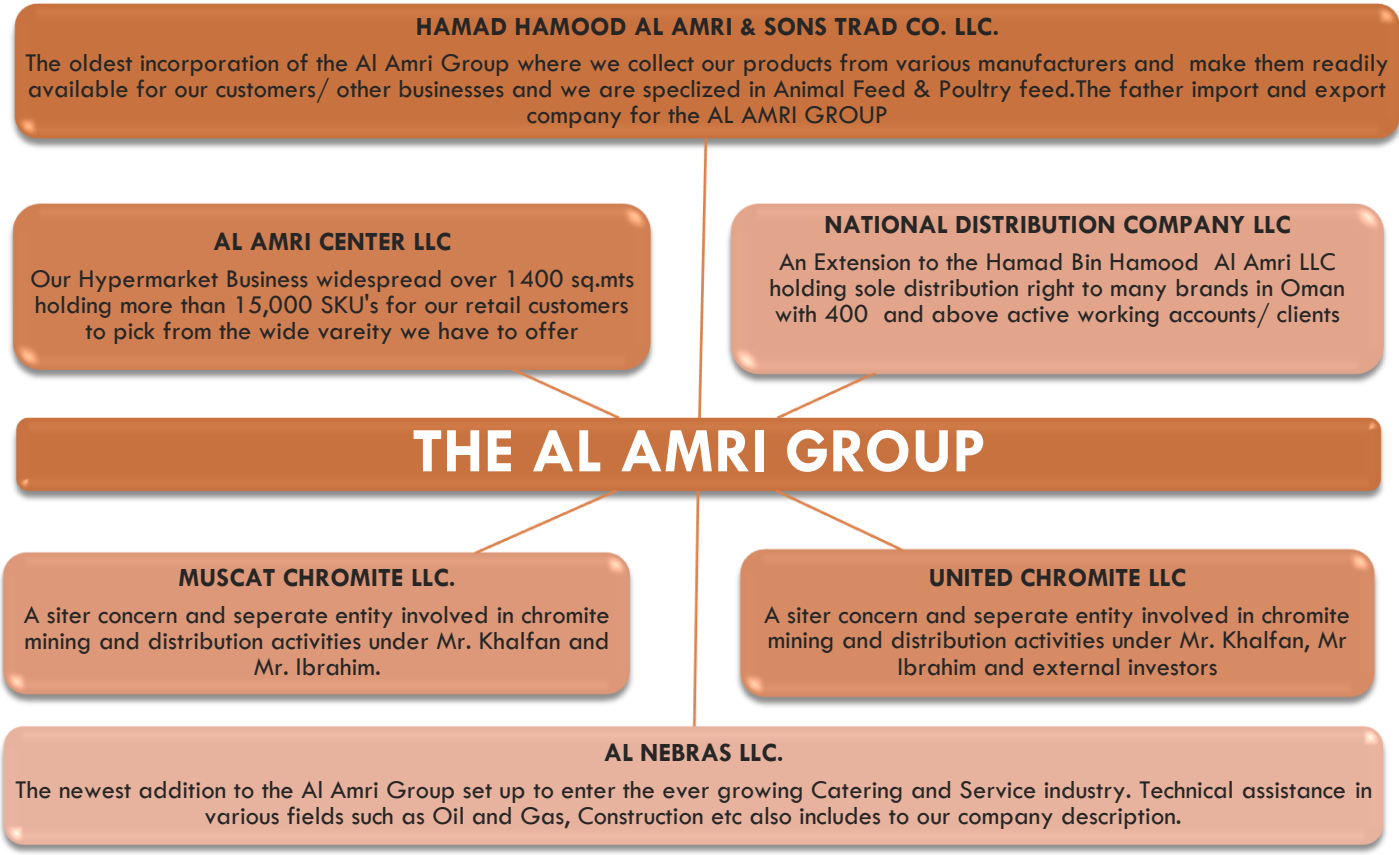 HAMAD HAMOOD AL AMRI & SONS TRAD CO. LLC.
The oldest incorporation of the Al Amri Group where we collect our products from various manufacturers and make them readily
available for our customers/ other businesses and we are speclized in Animal Feed & Poultry feed.The father import and export
company for the AL AMRI GROUP
AL AMRI CENTER LLC
Our Hypermarket Business widespread over 1400 sq.mts
holding more than 15,000 SKU's for our retail customers
to pick from the wide vareity we have to offer
NATIONAL DISTRIBUTION COMPANY LLC
An Extension to the Hamad Bin Hamood Al Amri LLC
holding sole distribution right to many brands in Oman
with 400 and above active working accounts/ clients
THE AL AMRI GROUP
MUSCAT CHROMITE LLC.
A siter concern and seperate entity involved in chromite
mining and distribution activities under Mr. Khalfan and
Mr. Ibrahim.
UNITED CHROMITE LLC
A siter concern and seperate entity involved in chromite
mining and distribution activities under Mr. Khalfan, Mr
Ibrahim and external investors
AL NEBRAS LLC.
The newest addition to the Al Amri Group set up to enter the ever growing Catering and Service industry. Technical assistance in
various fields such as Oil and Gas, Construction etc also includes to our company description.